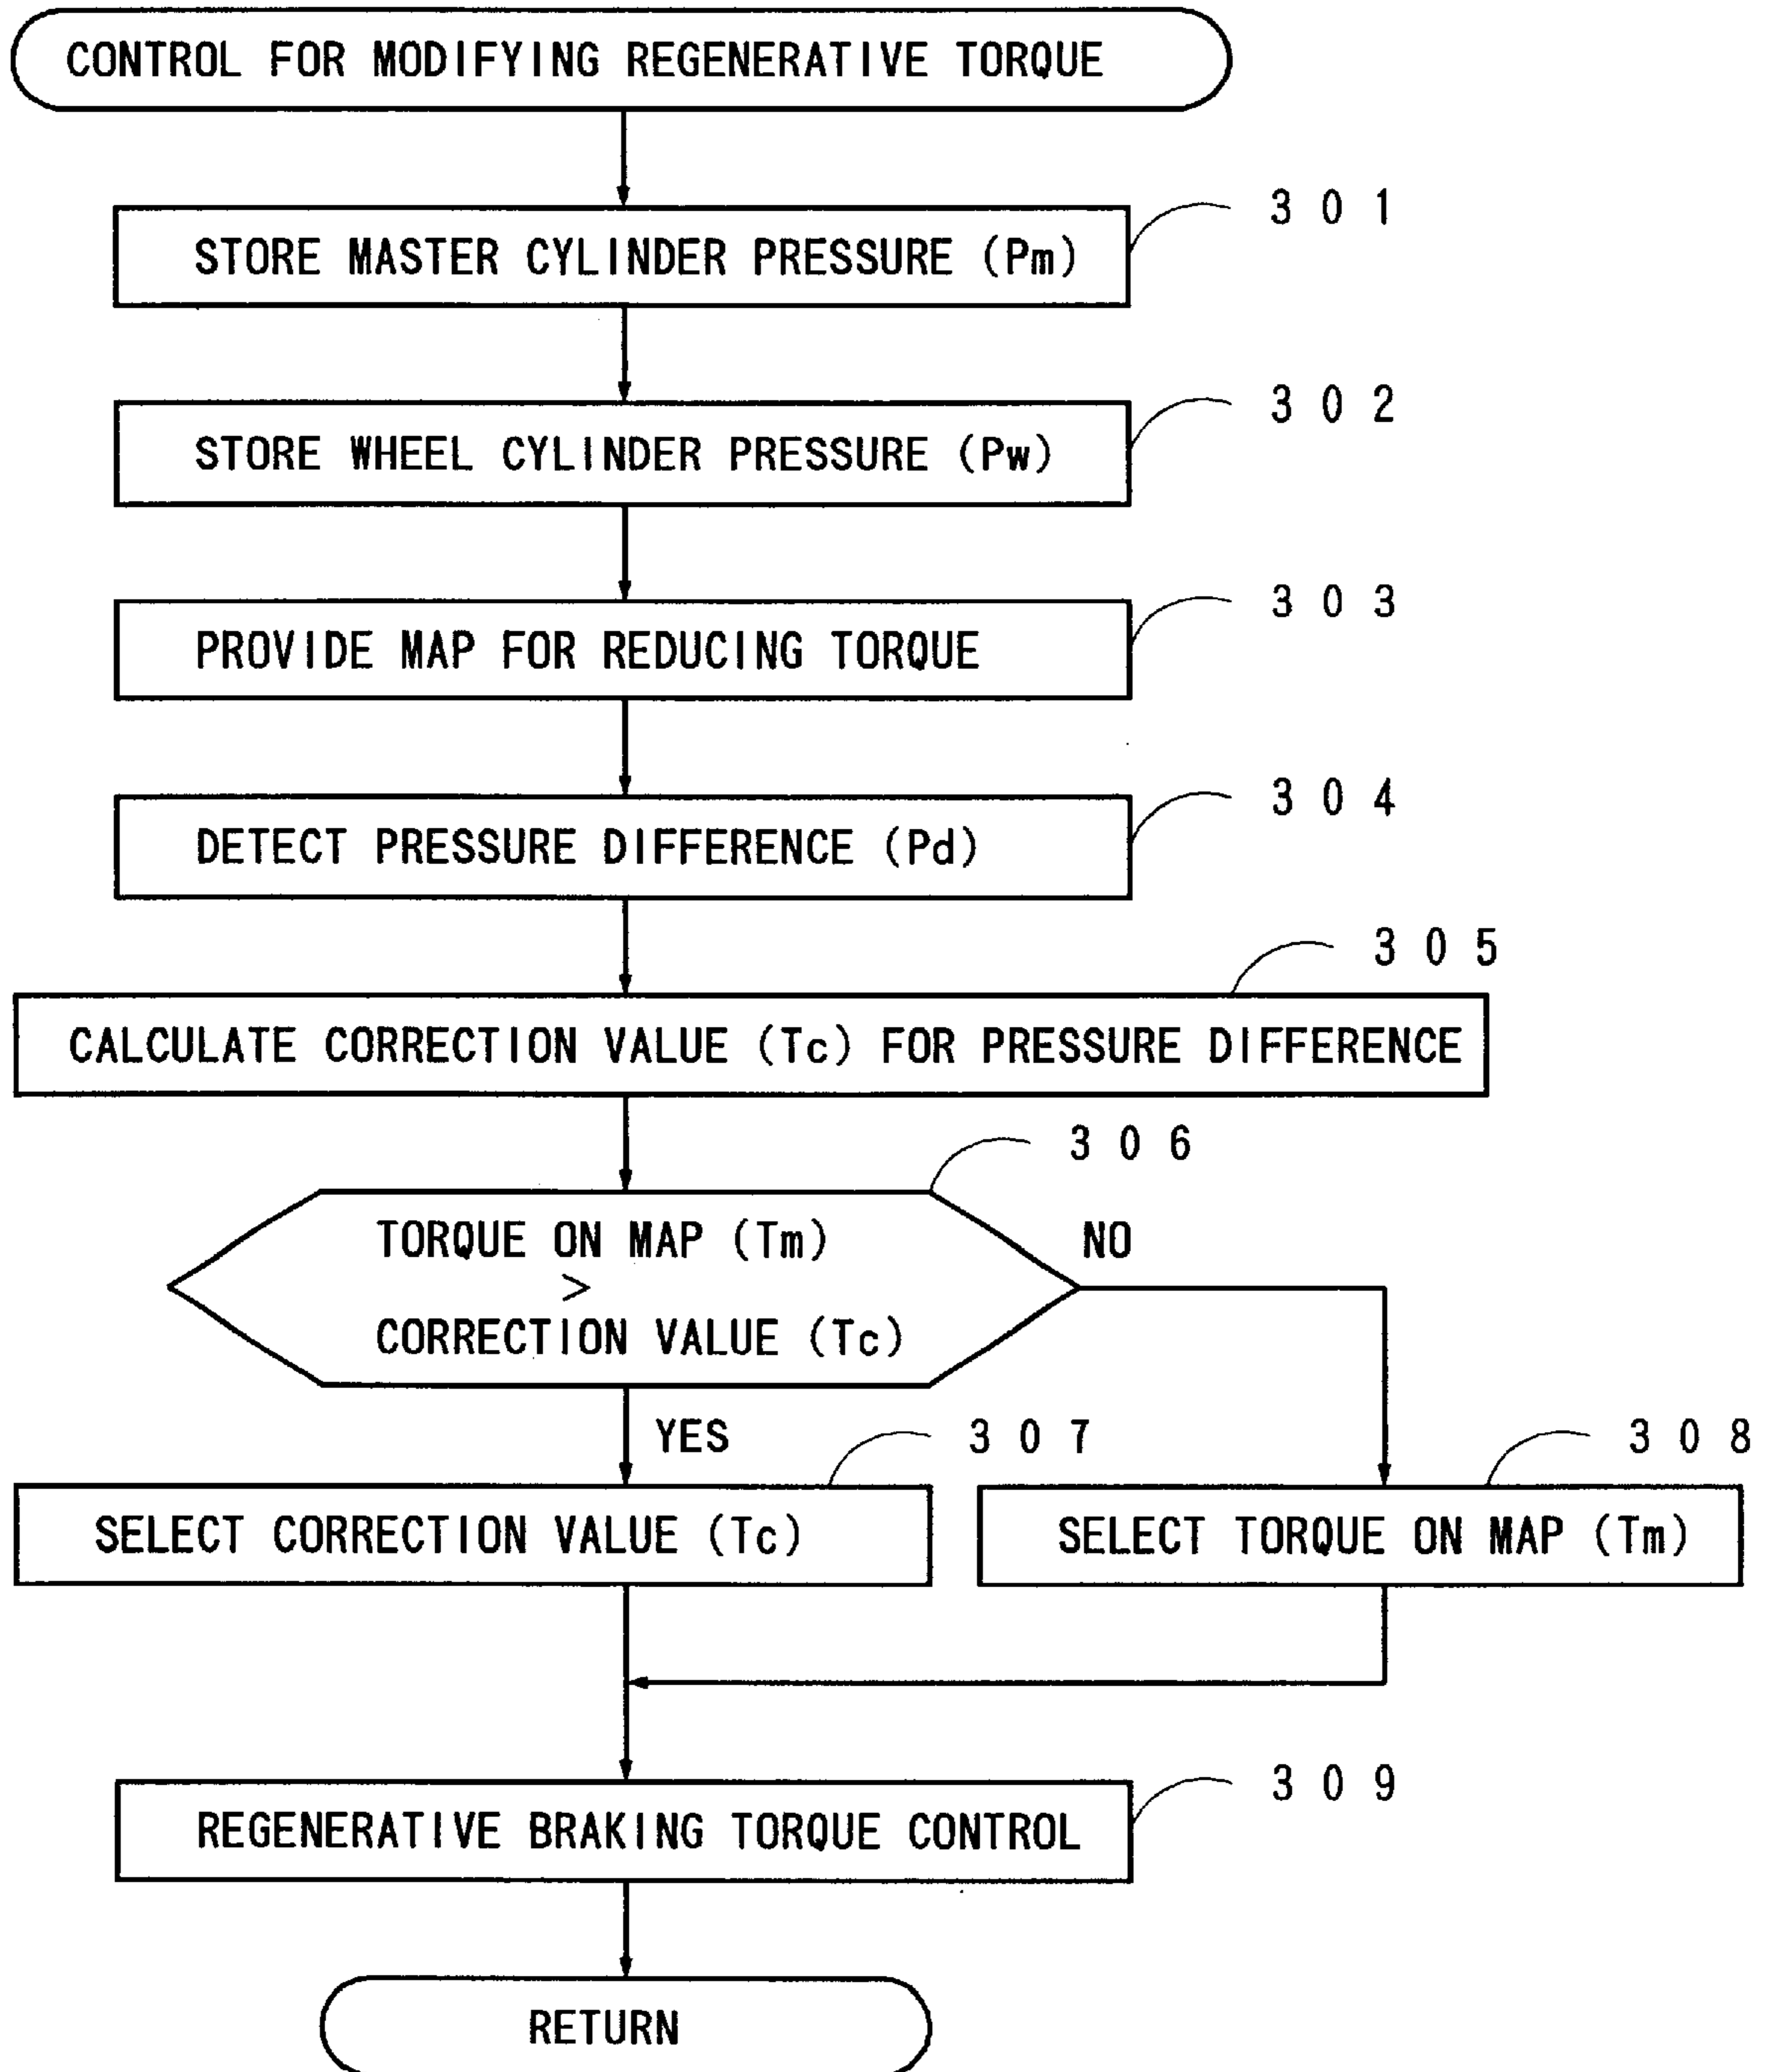 CONTROL FOR MODIFYING REGENERATIVE TORQUE
301
STORE MASTER CYLINDER PRESSURE (Pm)
302
STORE WHEEL CYLINDER PRESSURE (Pw)
303
PROVIDE MAP FOR REDUCING TORQUE
304
DETECT PRESSURE DIFFERENCE (Pd)
305
CALCULATE CORRECTION VALUE (Tc) FOR PRESSURE DIFFERENCE
306
TORQUE ON MAP (Tm)
>
CORRECTION VALUE (Tc)
NO
YES
307
308
SELECT CORRECTION VALUE (Tc)
SELECT TORQUE ON MAP (Tm)
309
REGENERATIVE BRAKING TORQUE CONTROL
RETURN